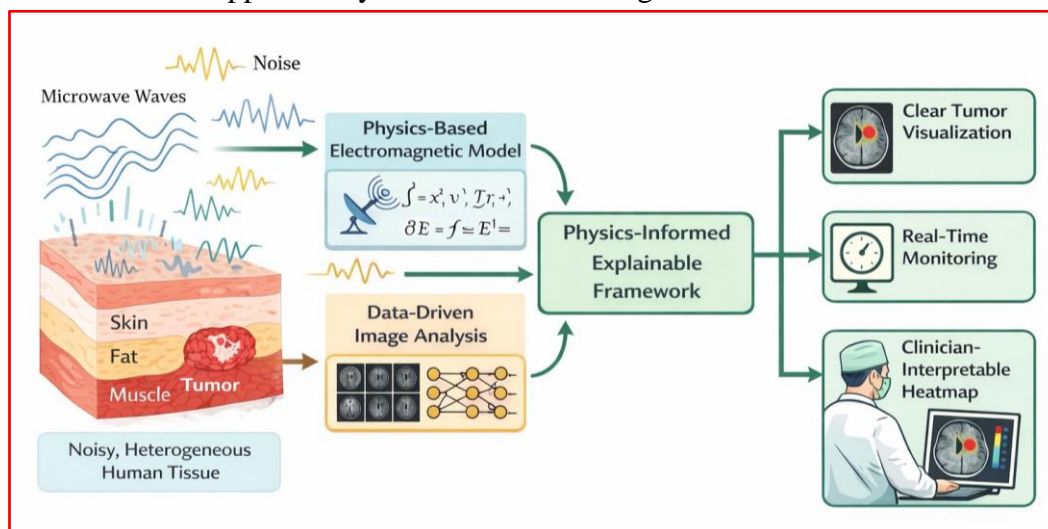 Noise
Microwave Waves
Physics-Based
Electromagnetic Model
Skin
Fat
Muscle
Tumor
Noisy, Heterogeneous
Human Tissue
Data-Driven
Image Analysis
Physics-Informed
Explainable
Framework
Clear Tumor
Visualization
Real-Time
Monitoring
Clinician-
Interpretable
Heatmap